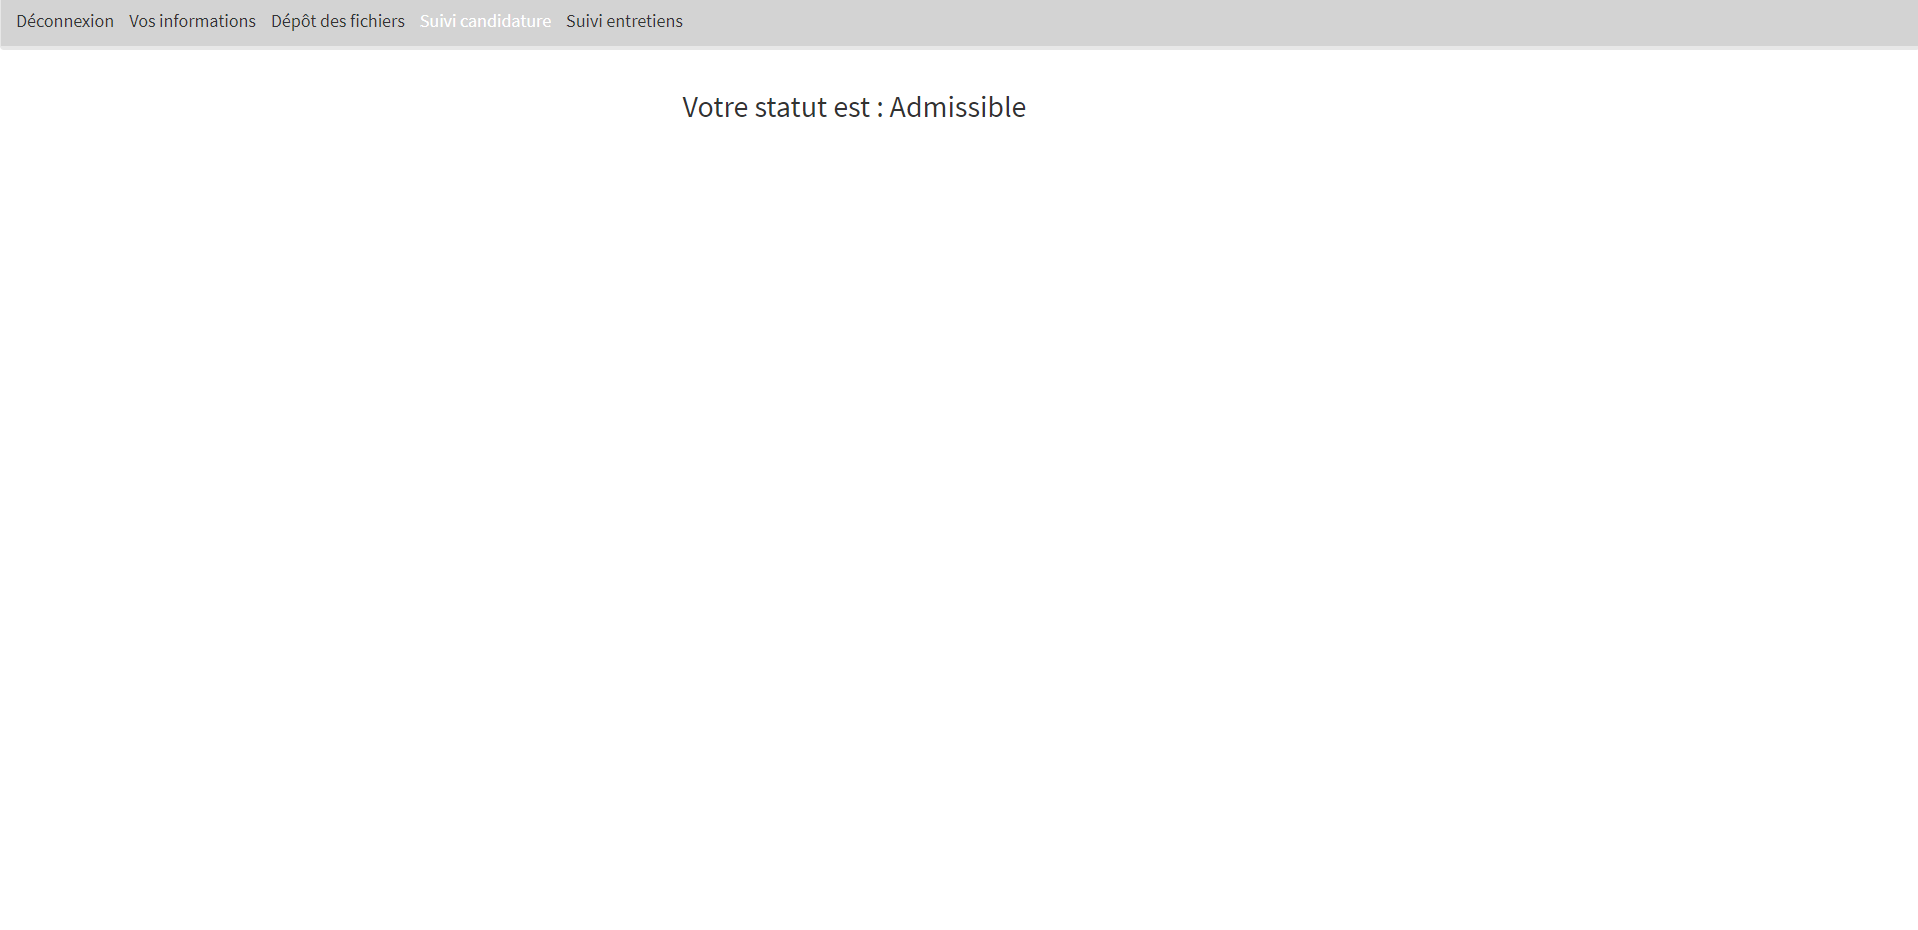 Déconnexion Vos informations Dépôt des fichiers Suivi candidature Suivi entretiens
Votre statut est : Admissible